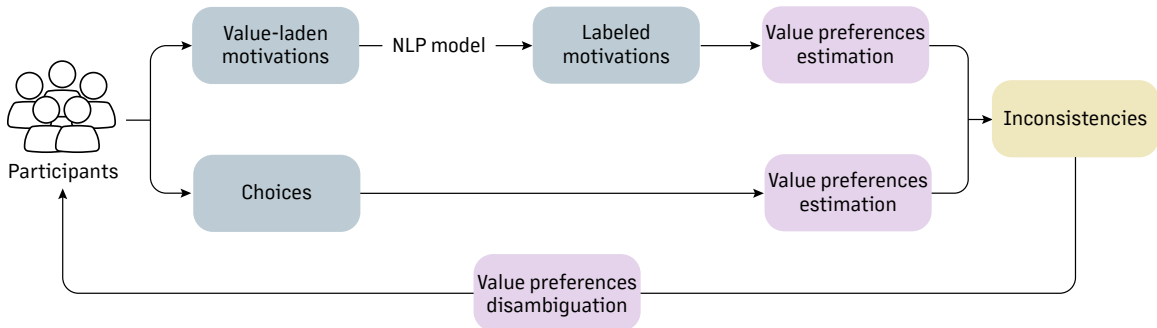 Value-laden
motivations
NLP model
Labeled
motivations
Value preferences
estimation
Participants
Choices
Value preferences
estimation
Inconsistencies
Value preferences
disambiguation